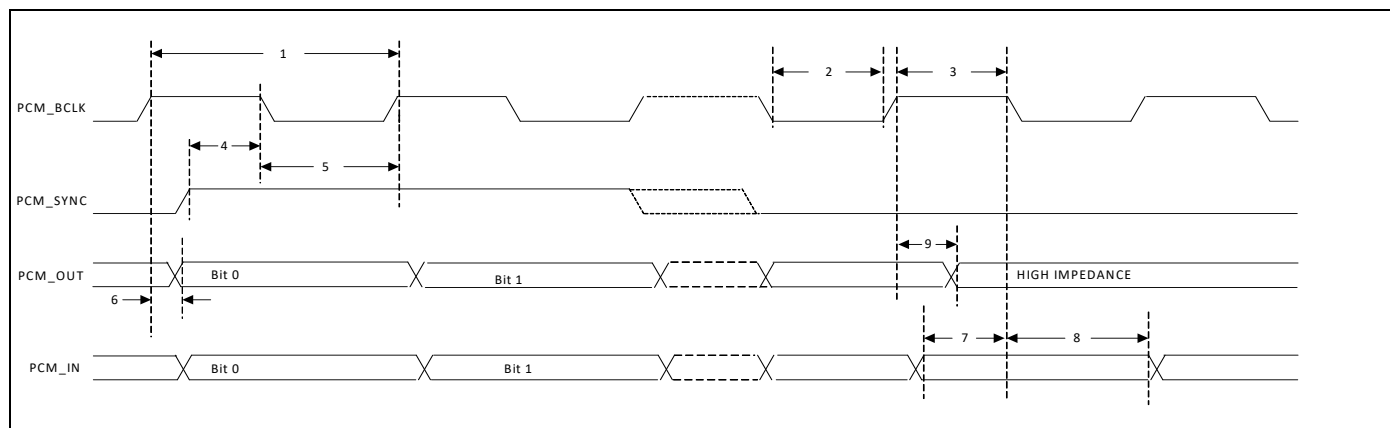 1
2
3
PCM_BCLK
4
5
PCM_SYNC
9
PCM_OUT
Bit 0
Bit 1
HIGH IMPEDANCE
6
7
8
PCM_IN
Bit 0
Bit 1